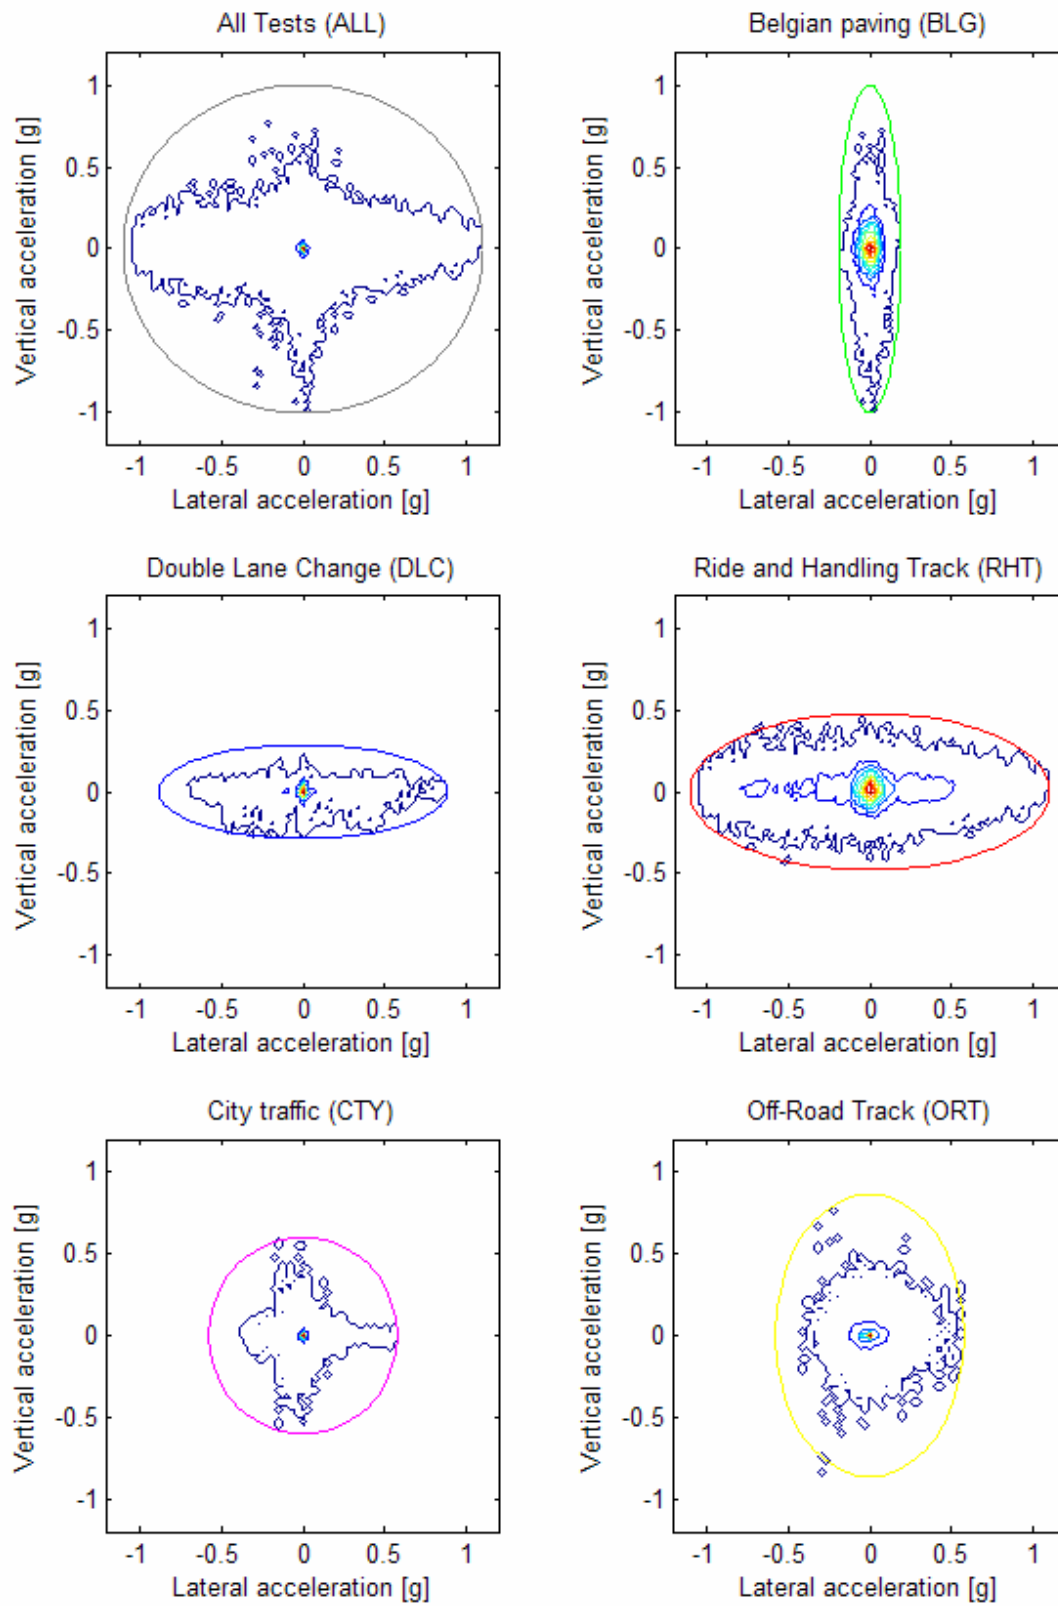 All Tests (ALL)
Vertical acceleration [g]
1
0.5
0
-0.5
-1
-1 -0.5 0 0.5 1
Lateral acceleration [g]
Belgian paving (BLG)
Vertical acceleration [g]
1
0.5
0
-0.5
-1
-1 -0.5 0 0.5 1
Lateral acceleration [g]
Double Lane Change (DLC)
Vertical acceleration [g]
1
0.5
0
-0.5
-1
-1 -0.5 0 0.5 1
Lateral acceleration [g]
Ride and Handling Track (RHT)
Vertical acceleration [g]
1
0.5
0
-0.5
-1
-1 -0.5 0 0.5 1
Lateral acceleration [g]
City traffic (CTY)
Vertical acceleration [g]
1
0.5
0
-0.5
-1
-1 -0.5 0 0.5 1
Lateral acceleration [g]
Off-Road Track (ORT)
Vertical acceleration [g]
1
0.5
0
-0.5
-1
-1 -0.5 0 0.5 1
Lateral acceleration [g]